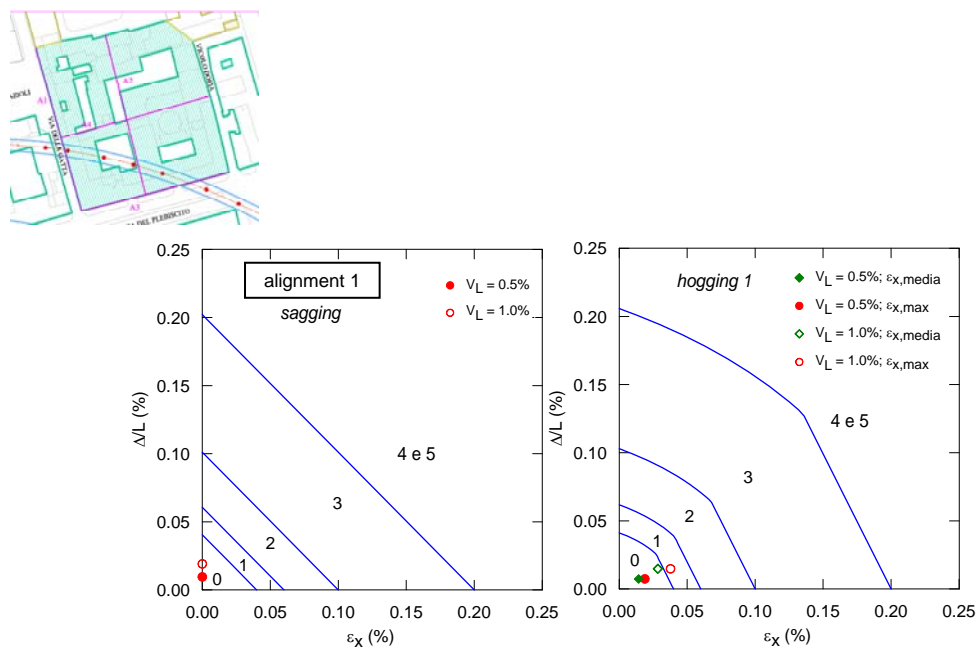 VICOLO DORIA
A1
A2
VIA DELLA GATTA
A3
DEL PLEBISCITO
alignment 1
sagging
V_L = 0.5%
V_L = 1.0%
0.25
0.20
0.15
0.10
0.05
0.00
Δ/L (%)
0
1
2
3
4 e 5
0.00 0.05 0.10 0.15 0.20 0.25
ε_x (%)
hogging 1
V_L = 0.5%; ε_x,media
V_L = 0.5%; ε_x,max
V_L = 1.0%; ε_x,media
V_L = 1.0%; ε_x,max
0.25
0.20
0.15
0.10
0.05
0.00
Δ/L (%)
0
1
2
3
4 e 5
0.00 0.05 0.10 0.15 0.20 0.25
ε_x (%)